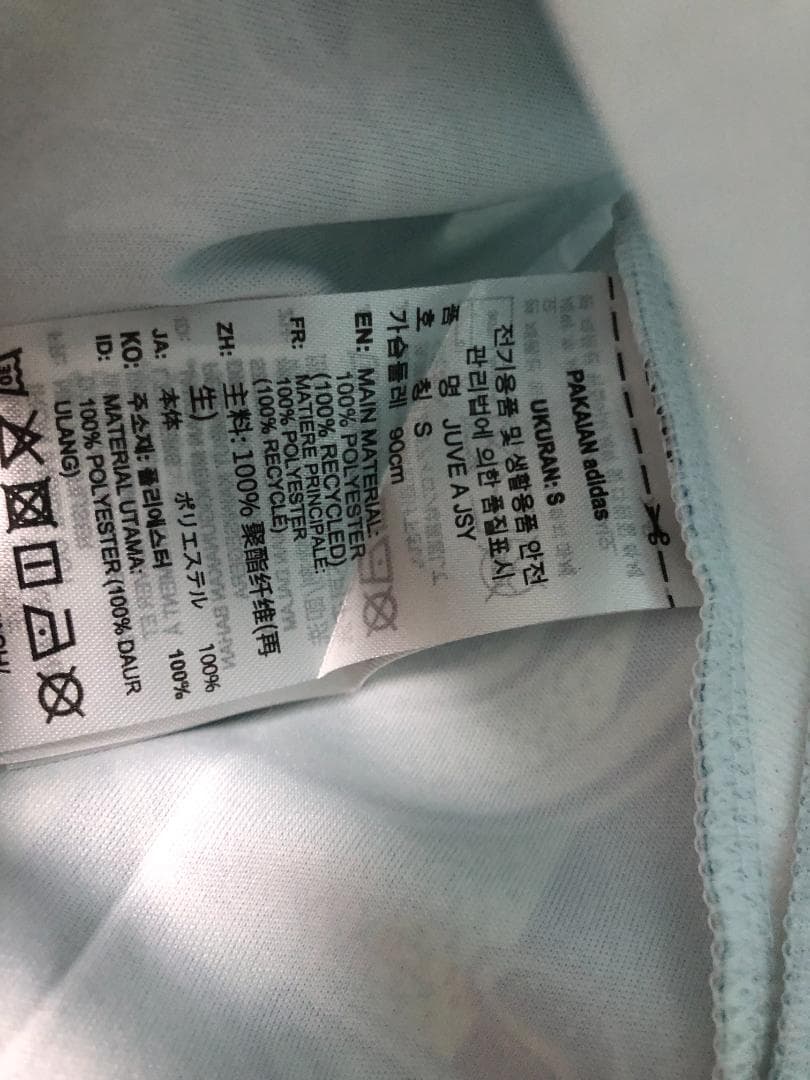 PAKAIAN adidas
UKURAN: S
전기용품 및 생활용품 안전
관리법에 의한 품질표시
품 명 JUVE A JSY
호 칭 S
가슴둘레 90cm
EN: MAIN MATERIAL:
100% POLYESTER
(100% RECYCLED)
FR: MATIERE PRINCIPALE:
100% POLYESTER
(100% RECYCLE)
ZH: 主料: 100% 聚酯纤维(再
生)
JA: 本体 ポリエステル 100%
KO: 주소재: 폴리에스터 100%
ID: MATERIAL UTAMA:
100% POLYESTER (100% DAUR
ULANG)
30